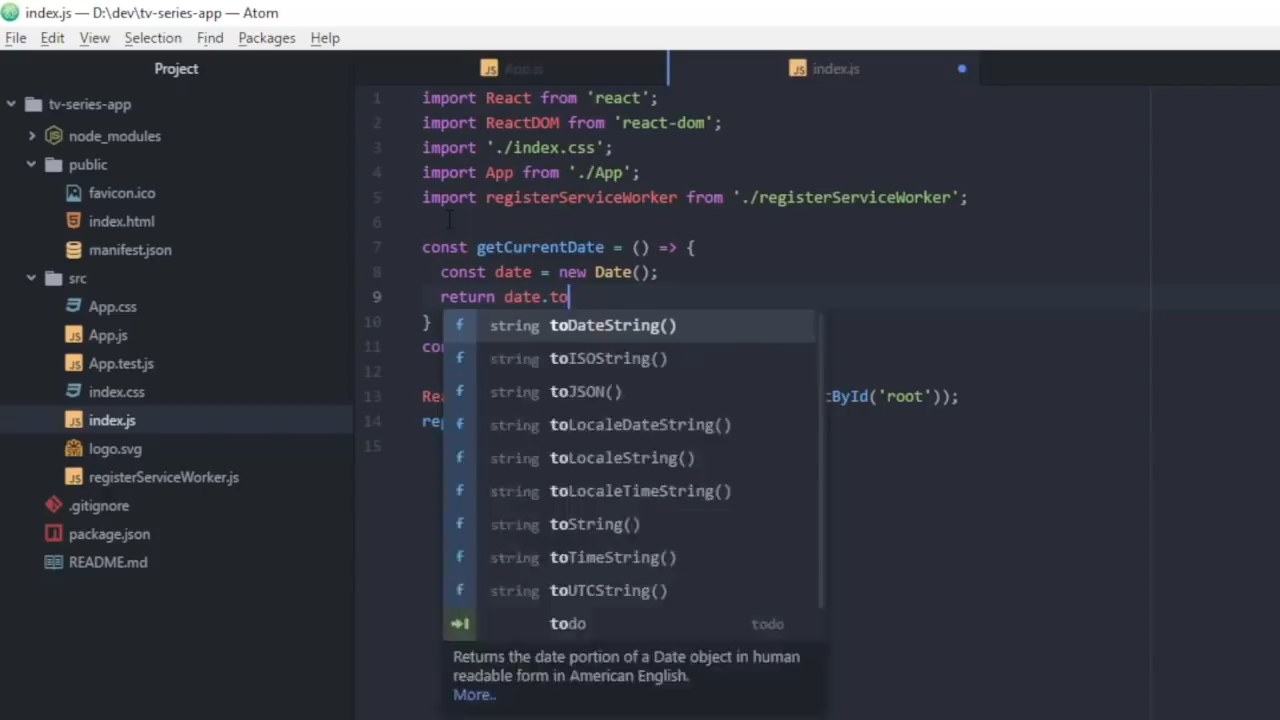 index.js — D:\dev\tv-series-app — Atom
File Edit View Selection Find Packages Help
Project
App.js
index.js
tv-series-app
node_modules
public
favicon.ico
index.html
manifest.json
src
App.css
App.js
App.test.js
index.css
index.js
logo.svg
registerServiceWorker.js
.gitignore
package.json
README.md
1 import React from 'react';
2 import ReactDOM from 'react-dom';
3 import './index.css';
4 import App from './App';
5 import registerServiceWorker from './registerServiceWorker';
6
7 const getCurrentDate = () => {
8 const date = new Date();
9 return date.to
10 }
11 con
12
13 Rea ById('root'));
14 reg
15
string toDateString()
string toISOString()
string toJSON()
string toLocaleDateString()
string toLocaleString()
string toLocaleTimeString()
string toString()
string toTimeString()
string toUTCString()
todo todo
Returns the date portion of a Date object in human
readable form in American English.
More..